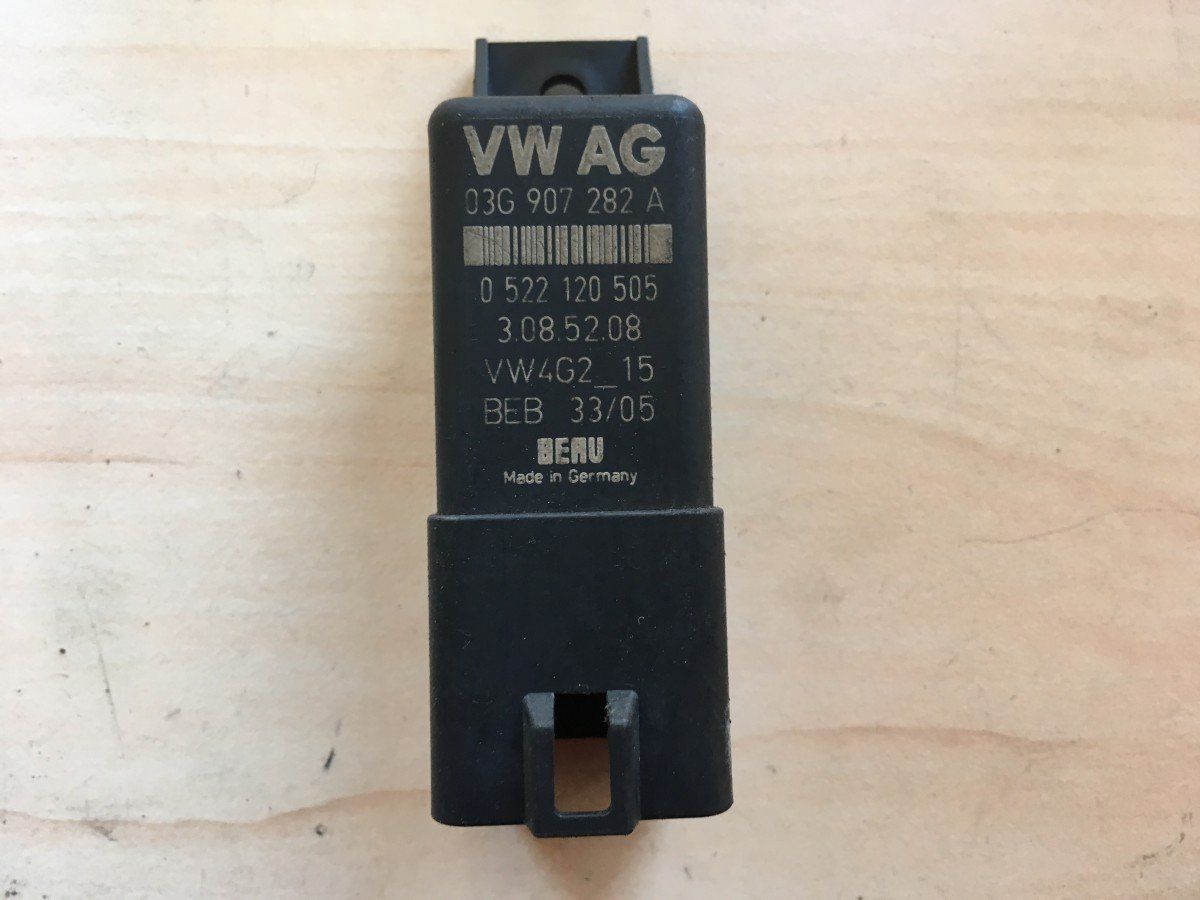 VW AG
03G 907 282 A
0 522 120 505
3.08.52.08
VW4G2_15
BEB 33/05
BERU
Made in Germany